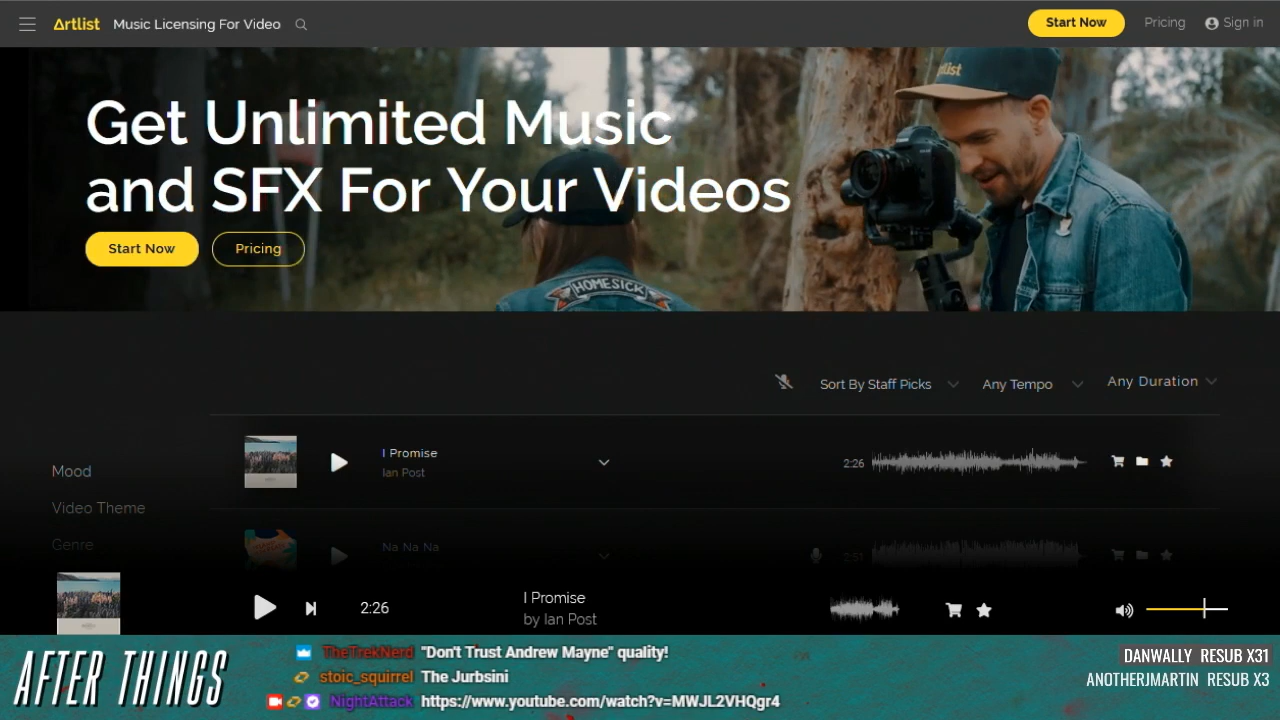 Artlist Music Licensing For Video Start Now Pricing Sign in
Artlist
Get Unlimited Music
and SFX For Your Videos
Start Now Pricing
HOMESICK
Sort By Staff Picks Any Tempo Any Duration
I Promise
Ian Post
2:26
Mood
Video Theme
Genre
Na Na Na
2:51
2:26
I Promise
by Ian Post
AFTER THINGS
TheTrekNerd "Don't Trust Andrew Mayne" quality!
stoic_squirrel The Jurbsini
NightAttack https://www.youtube.com/watch?v=MWJL2VHQgr4
DANWALLY RESUB X31
ANOTHERJMARTIN RESUB X3